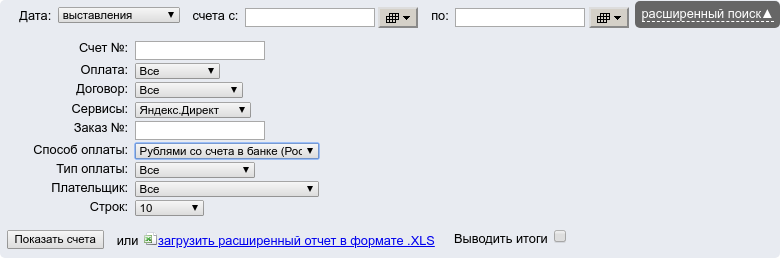 Дата: выставления счета с: по: расширенный поиск▲
Счет №:
Оплата: Все
Договор: Все
Сервисы: Яндекс.Директ
Заказ №:
Способ оплаты: Рублями со счета в банке (Рос
Тип оплаты: Все
Плательщик: Все
Строк: 10
Показать счета или загрузить расширенный отчет в формате .XLS Выводить итоги